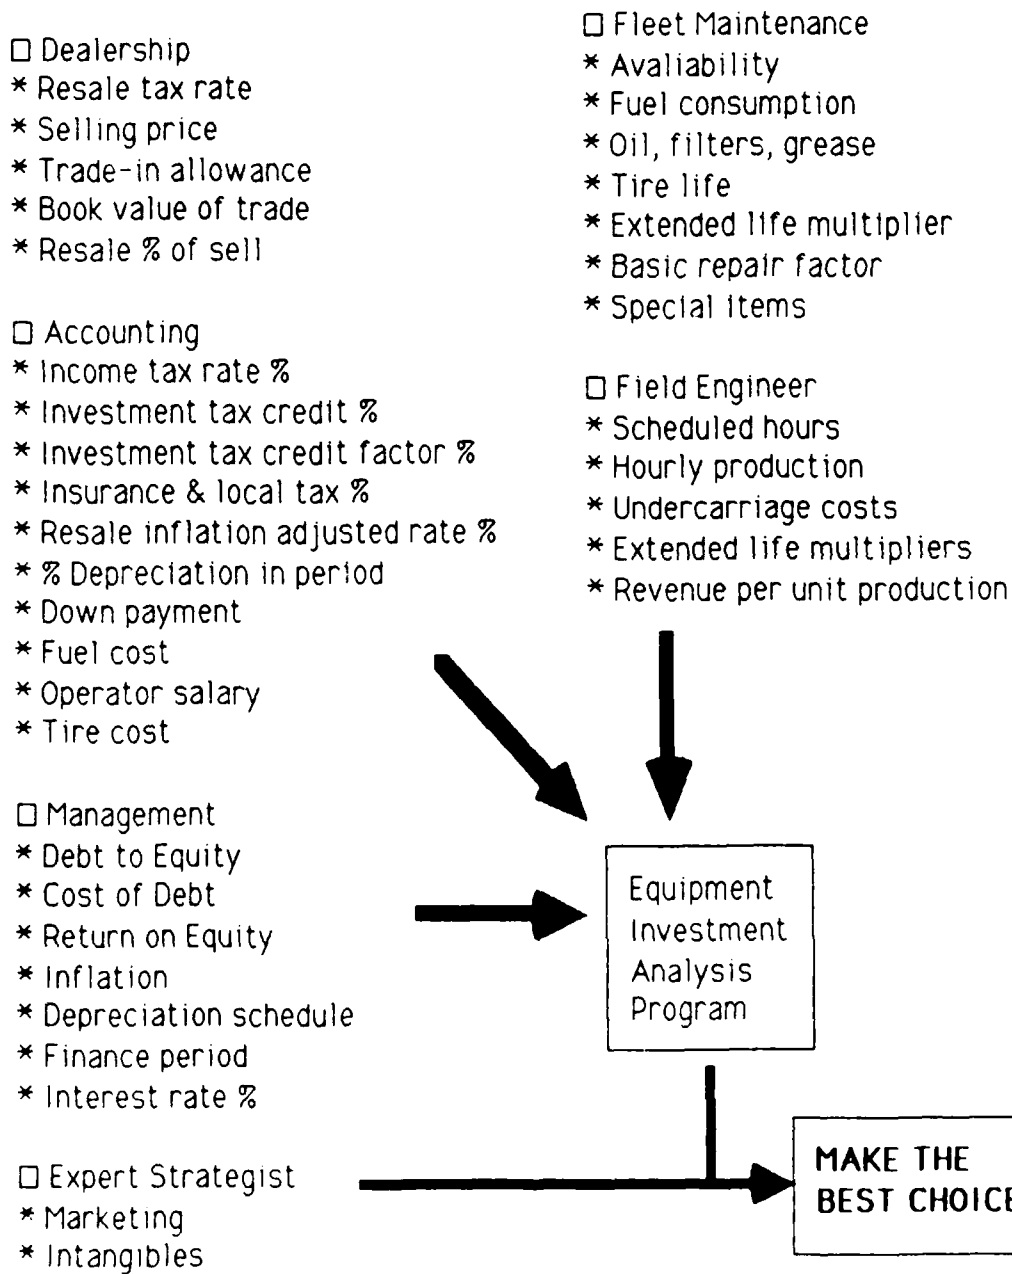 □ Dealership
* Resale tax rate
* Selling price
* Trade-in allowance
* Book value of trade
* Resale % of sell
□ Accounting
* Income tax rate %
* Investment tax credit %
* Investment tax credit factor %
* Insurance & local tax %
* Resale inflation adjusted rate %
* % Depreciation in period
* Down payment
* Fuel cost
* Operator salary
* Tire cost
□ Management
* Debt to Equity
* Cost of Debt
* Return on Equity
* Inflation
* Depreciation schedule
* Finance period
* Interest rate %
□ Expert Strategist
* Marketing
* Intangibles
□ Fleet Maintenance
* Avaliability
* Fuel consumption
* Oil, filters, grease
* Tire life
* Extended life multiplier
* Basic repair factor
* Special items
□ Field Engineer
* Scheduled hours
* Hourly production
* Undercarriage costs
* Extended life multipliers
* Revenue per unit production
Equipment
Investment
Analysis
Program
MAKE THE
BEST CHOICE